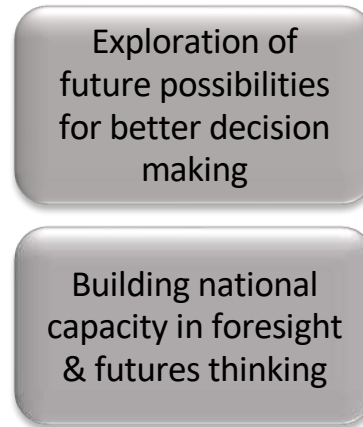 Exploration of
future possibilities
for better decision
making
Building national
capacity in foresight
& futures thinking